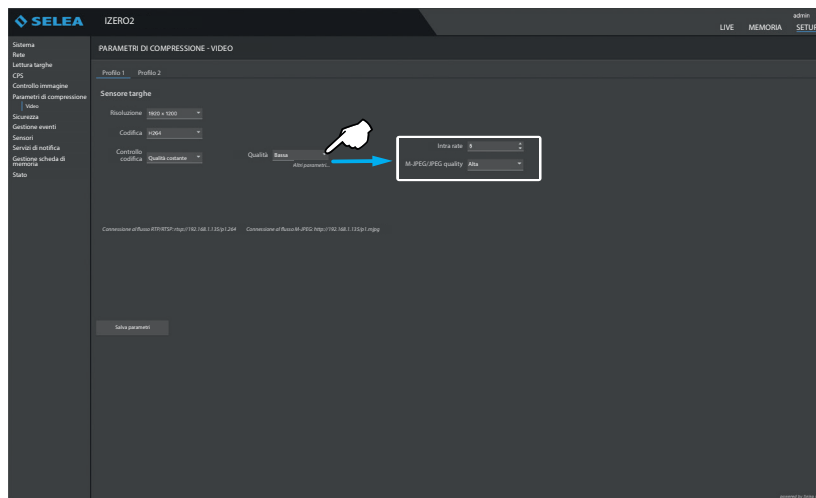 SELEA
IZERO2
admin
LIVE MEMORIA SETUP
Sistema
Rete
Lettura targhe
CPS
Controllo immagine
Parametri di compressione
Video
Sicurezza
Gestione eventi
Sensori
Servizi di notifica
Gestione scheda di
memoria
Stato
PARAMETRI DI COMPRESSIONE - VIDEO
Profilo 1 Profilo 2
Sensore targhe
Risoluzione 1920 x 1200
Codifica H264
Controllo
codifica Qualità costante
Qualità Bassa
Altri parametri...
Intra rate
M-JPEG/JPEG quality Alta
Connessione al flusso RTP/RTSP: rtsp://192.168.1.135/p1.264 Connessione al flusso M-JPEG: http://192.168.1.135/p1.mjpg
Salva parametri
powered by Selea